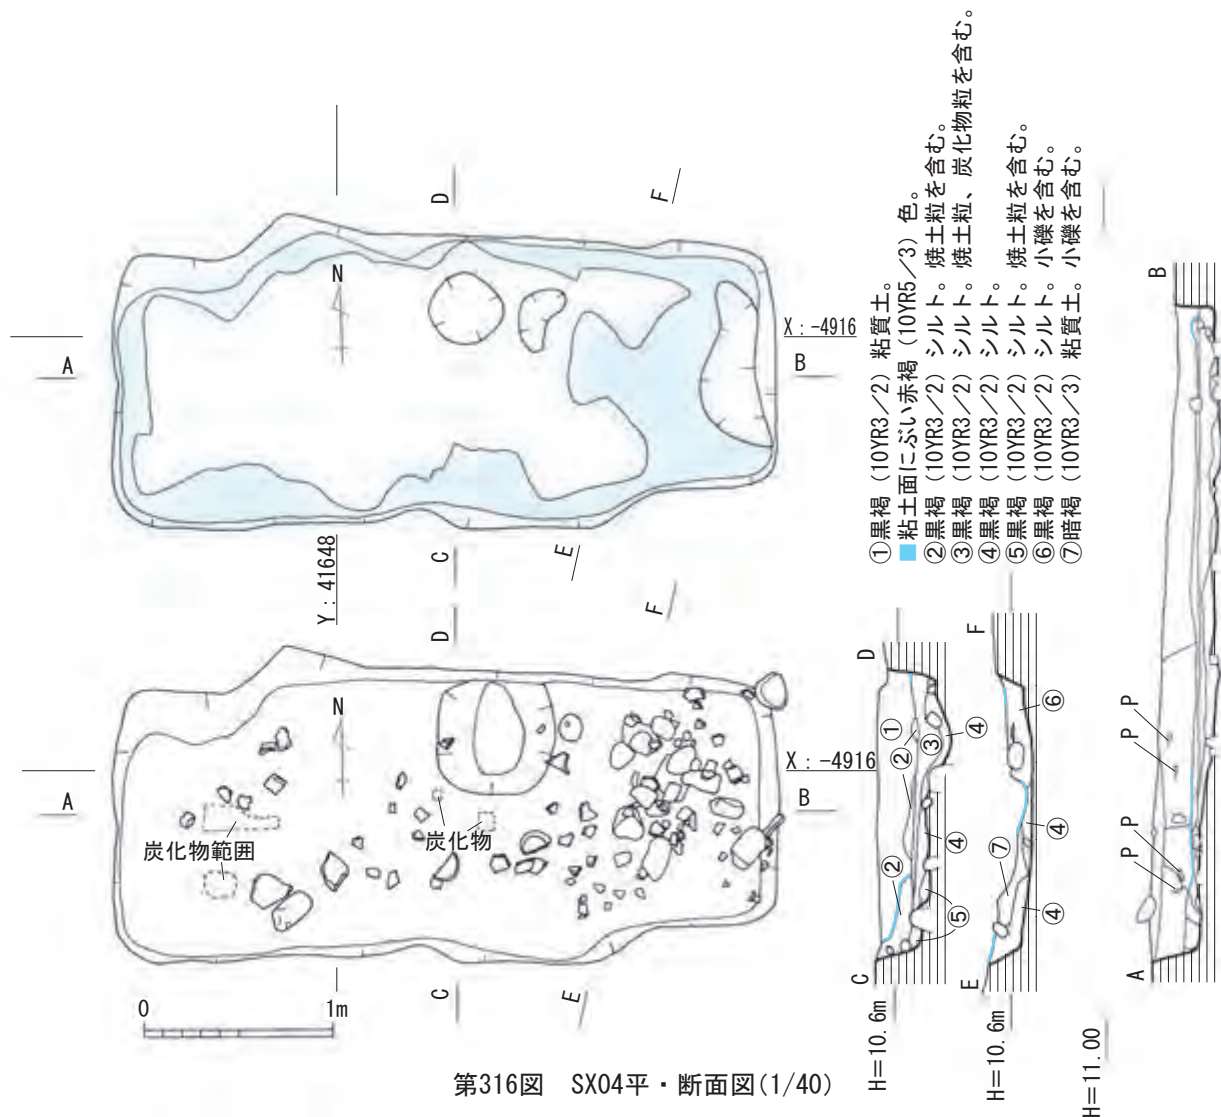 D
F
N
X：-4916
A
B
Y：41648
C
E
D
F
N
X：-4916
A
B
炭化物範囲
炭化物
C
E
0
1m
①黒褐（10YR3／2）粘質土。
■粘土面にぶい赤褐（10YR5／3）色。
②黒褐（10YR3／2）シルト。焼土粒を含む。
③黒褐（10YR3／2）シルト。焼土粒、炭化物粒を含む。
④黒褐（10YR3／2）シルト。
⑤黒褐（10YR3／2）シルト。焼土粒を含む。
⑥黒褐（10YR3／2）シルト。小礫を含む。
⑦暗褐（10YR3／3）粘質土。小礫を含む。
D
①
②
③
④
④
②
⑤
C
H＝10.6m
F
⑥
④
⑦
④
E
H＝10.6m
B
P
P
P
P
A
H＝11.00
第316図　SX04平・断面図(1/40)